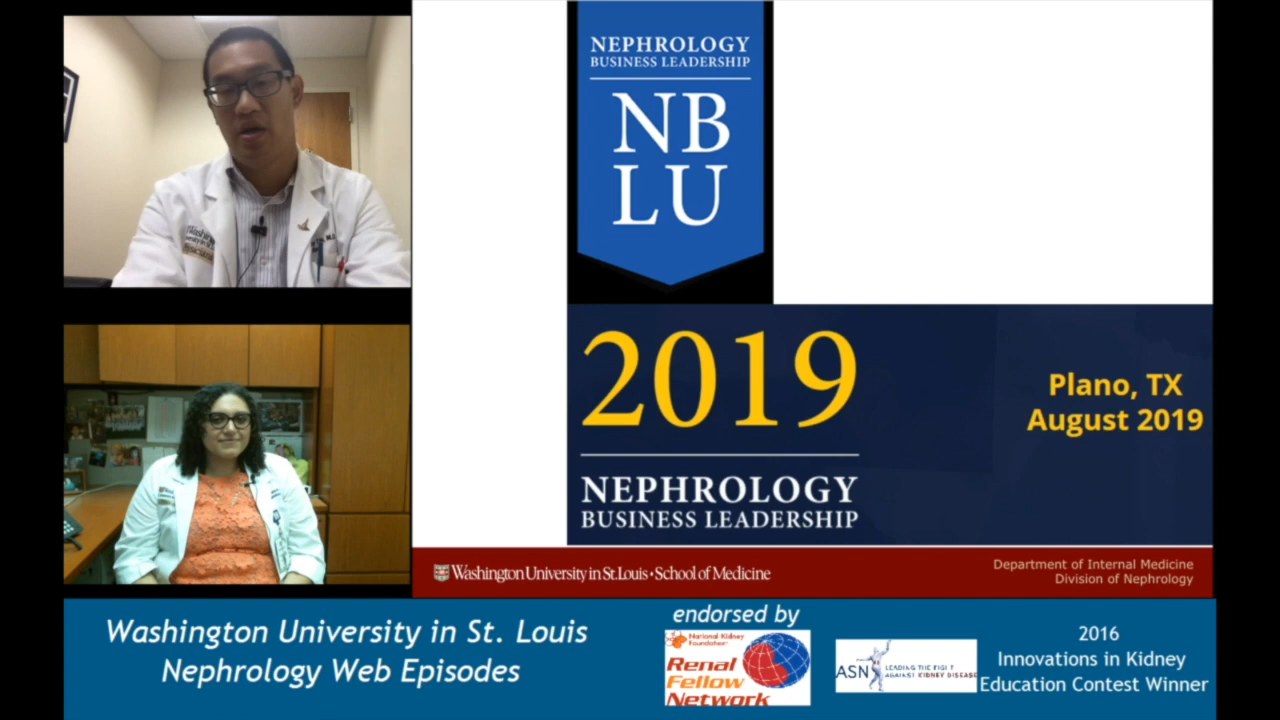 NEPHROLOGY
BUSINESS LEADERSHIP
NB
LU
2019
NEPHROLOGY
BUSINESS LEADERSHIP
Plano, TX
August 2019
Washington University in St. Louis • School of Medicine
Department of Internal Medicine
Division of Nephrology
Washington University in St. Louis
Nephrology Web Episodes
endorsed by
National Kidney
Foundation
Renal
Fellow
Network
ASN
LEADING THE FIGHT
AGAINST KIDNEY DISEASE
2016
Innovations in Kidney
Education Contest Winner